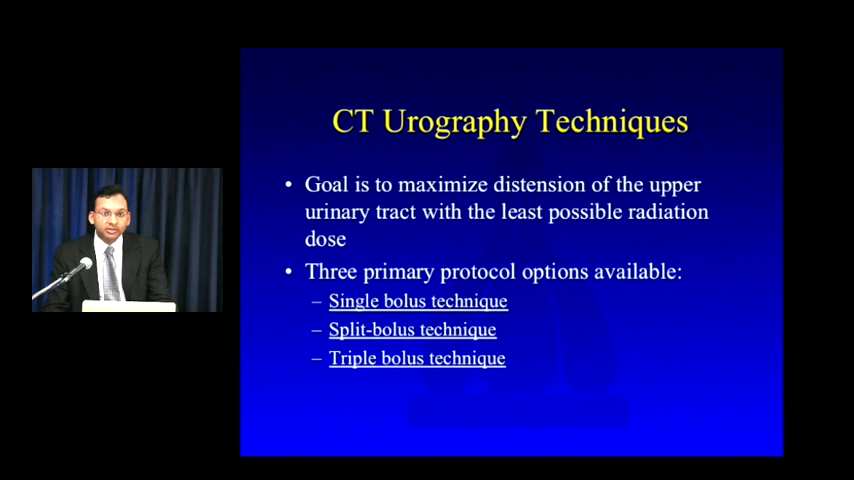 CT Urography Techniques
• Goal is to maximize distension of the upper
urinary tract with the least possible radiation
dose
• Three primary protocol options available:
– Single bolus technique
– Split-bolus technique
– Triple bolus technique